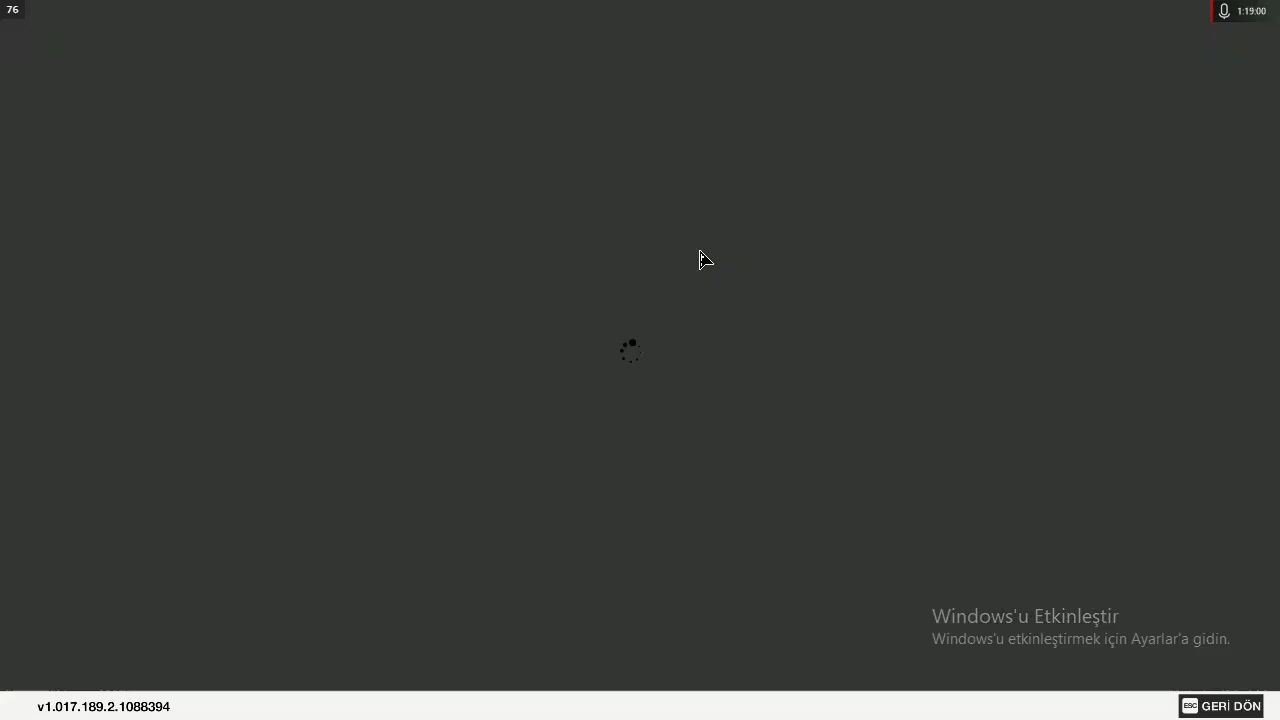 76
1:19:00
Windows'u Etkinleştir
Windows'u etkinleştirmek için Ayarlar'a gidin.
v1.017.189.2.1088394
ESC GERİ DÖN